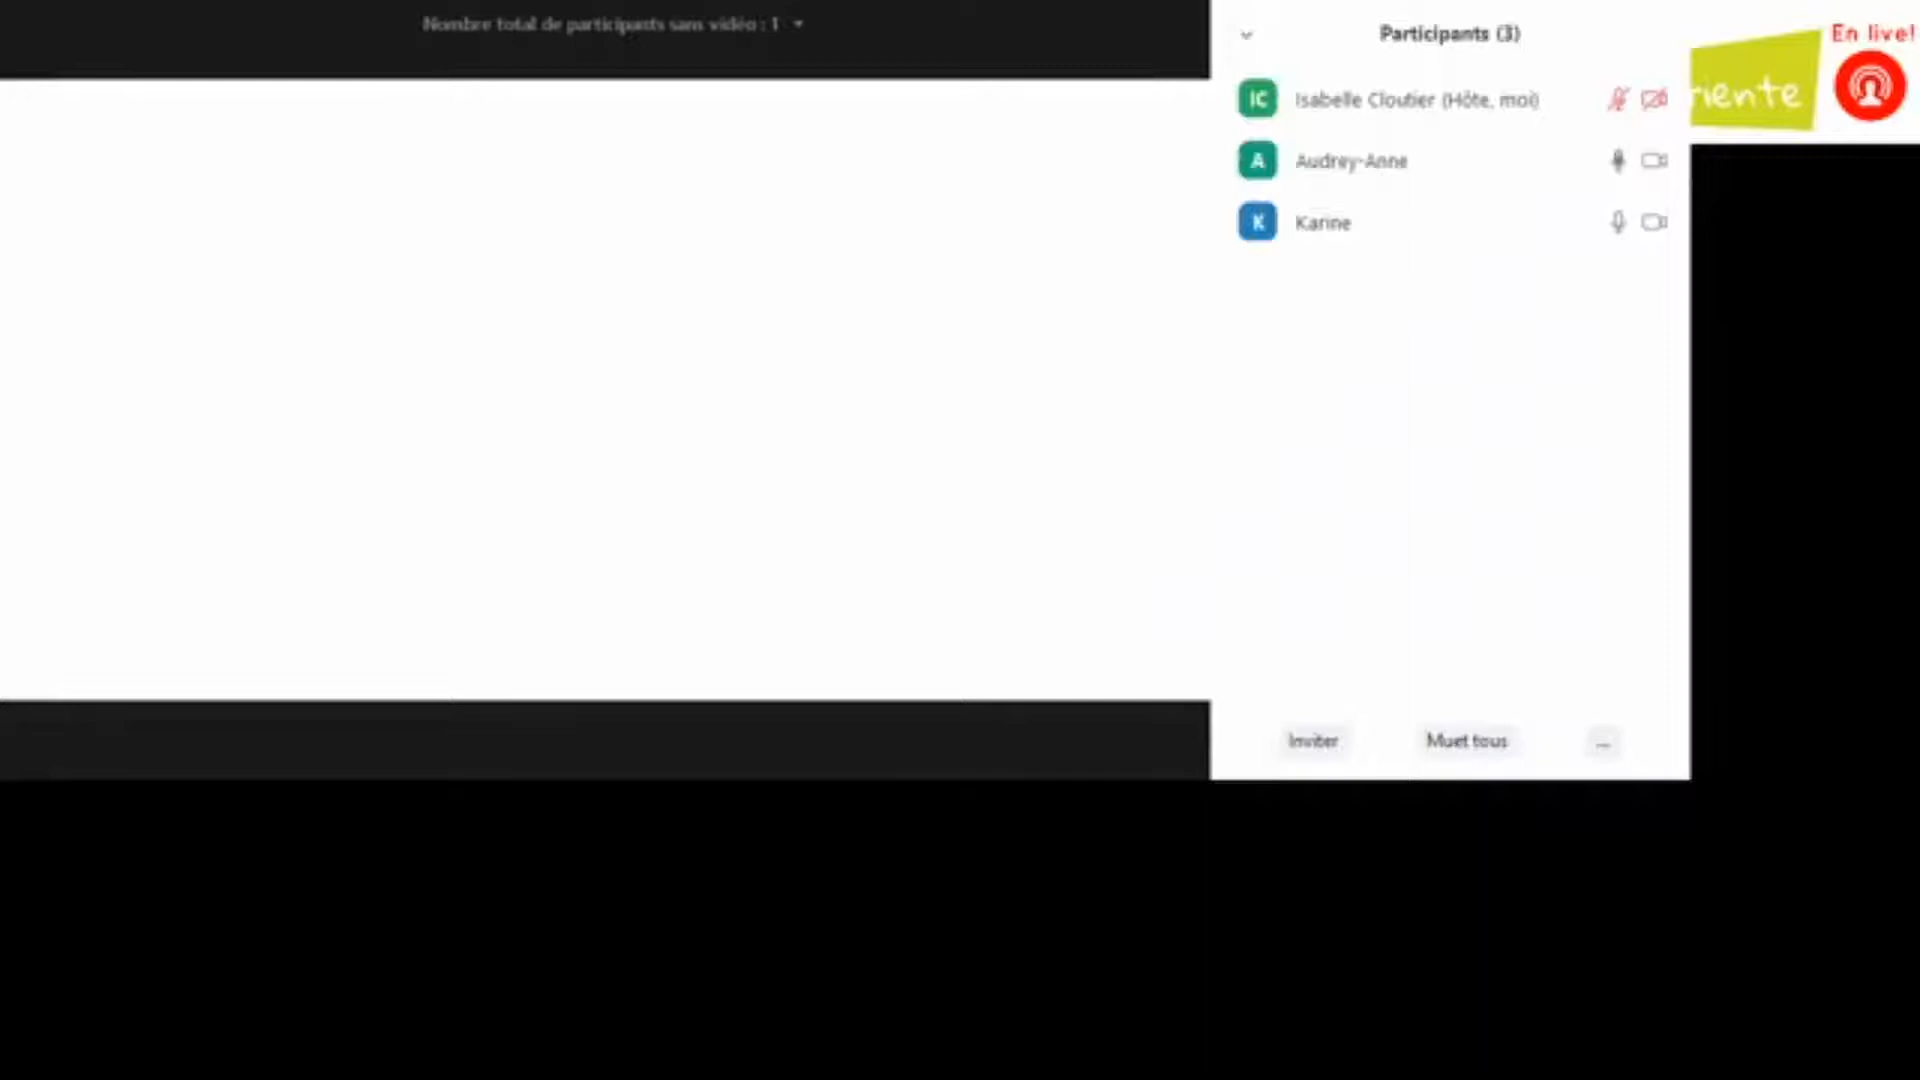 Nombre total de participants sans vidéo : 1
Participants (3)
En live!
IC Isabelle Cloutier (Hôte, moi)
riente
A Audrey-Anne
K Karine
Inviter Muet tous ...